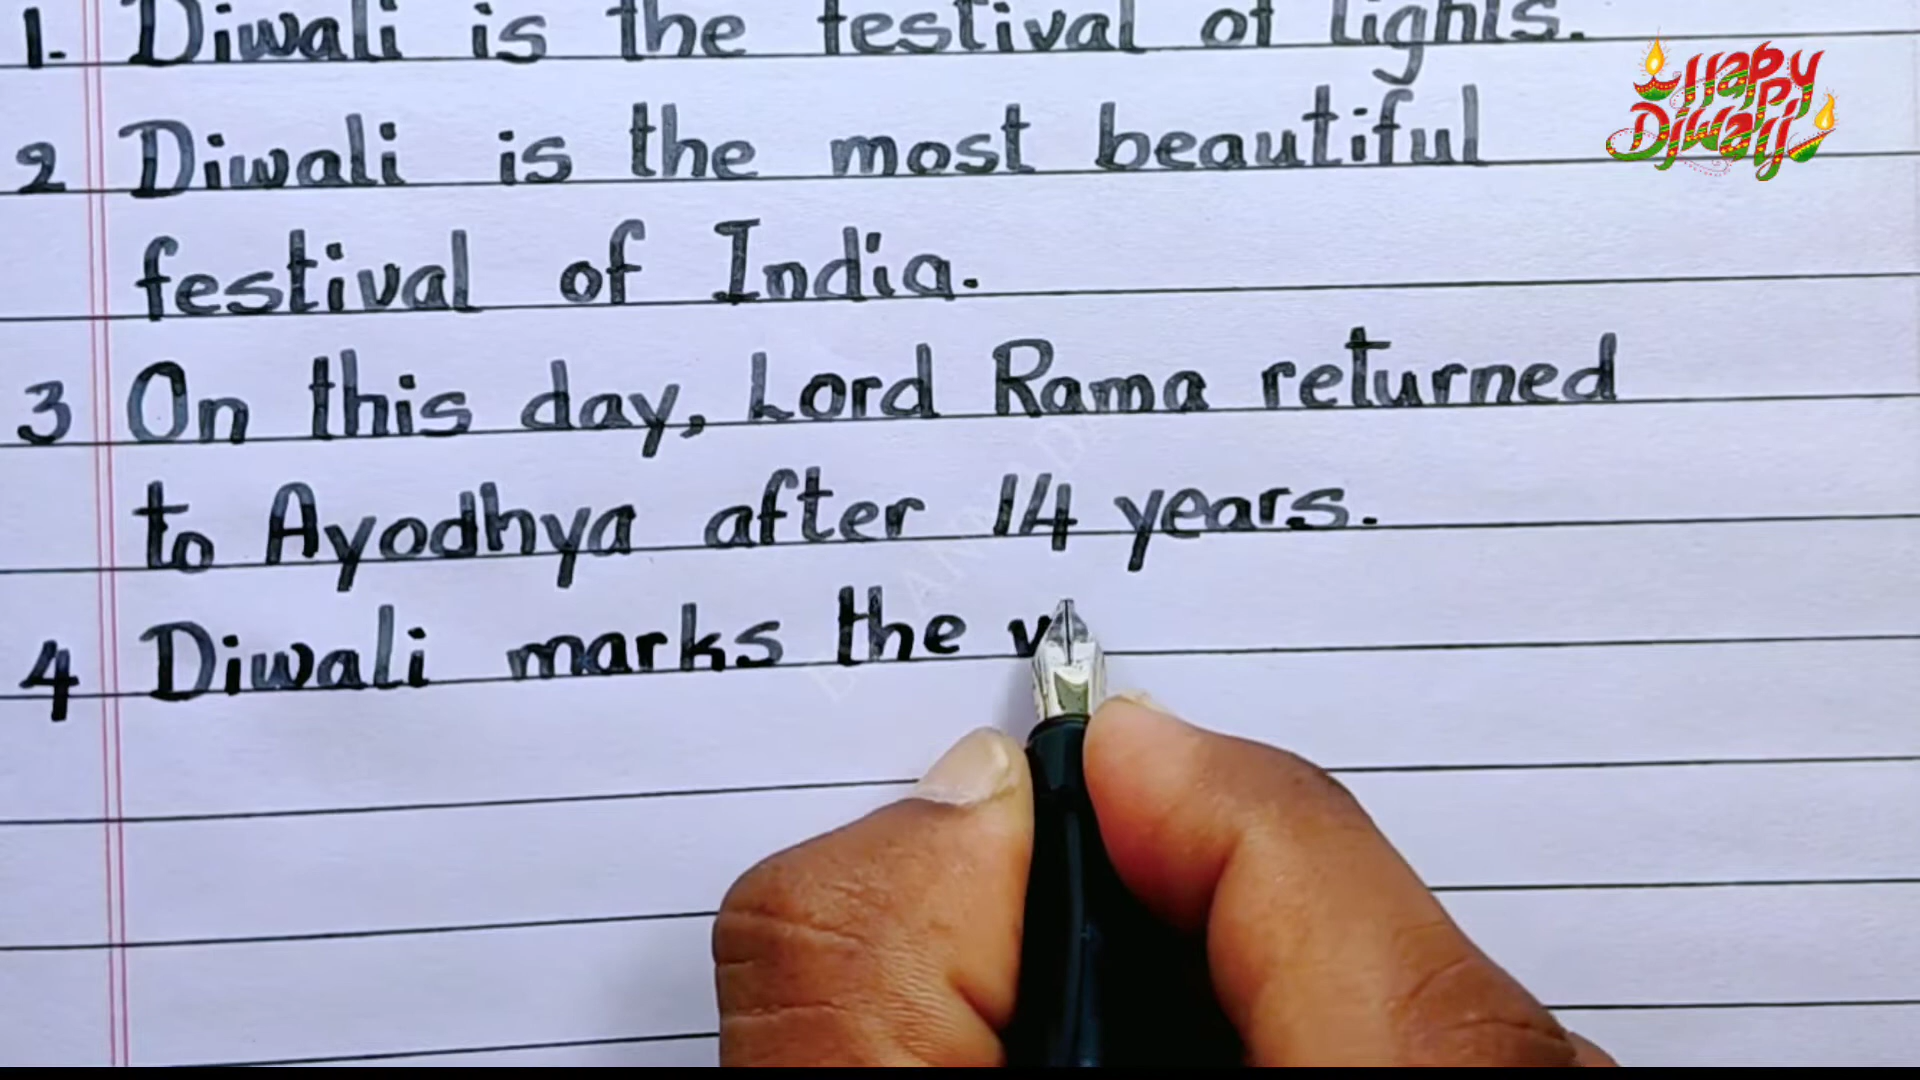 1. Diwali is the festival of lights.
2 Diwali is the most beautiful
festival of India.
3 On this day, Lord Rama returned
to Ayodhya after 14 years.
4 Diwali marks the v
Happy
Diwali